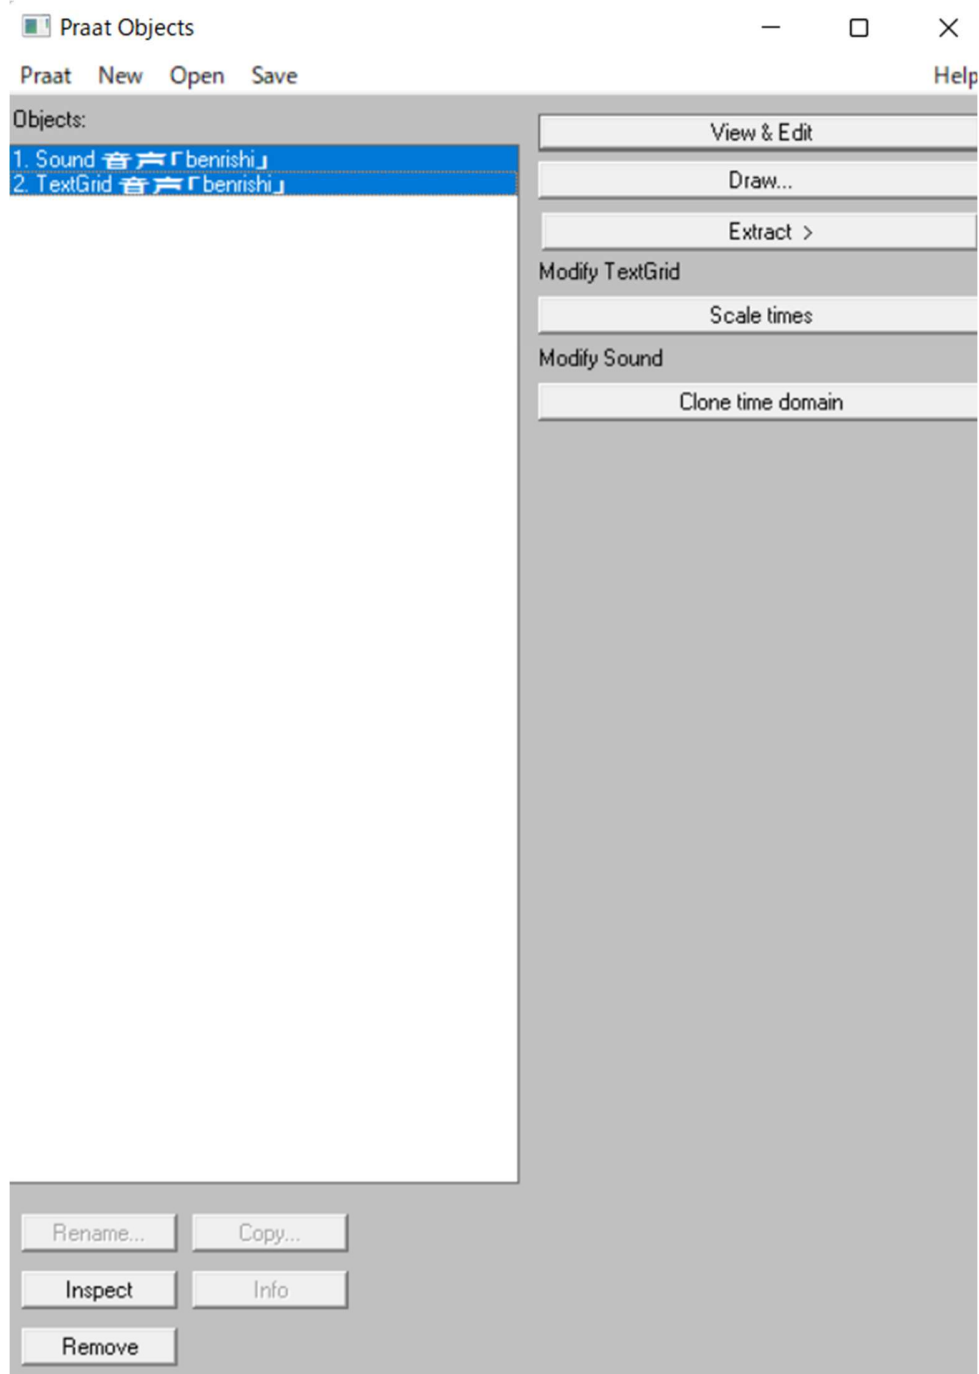 Praat Objects
Praat New Open Save Help
Objects:
1. Sound 音声「benrishi」
2. TextGrid 音声「benrishi」
View & Edit
Draw...
Extract >
Modify TextGrid
Scale times
Modify Sound
Clone time domain
Rename... Copy...
Inspect Info
Remove